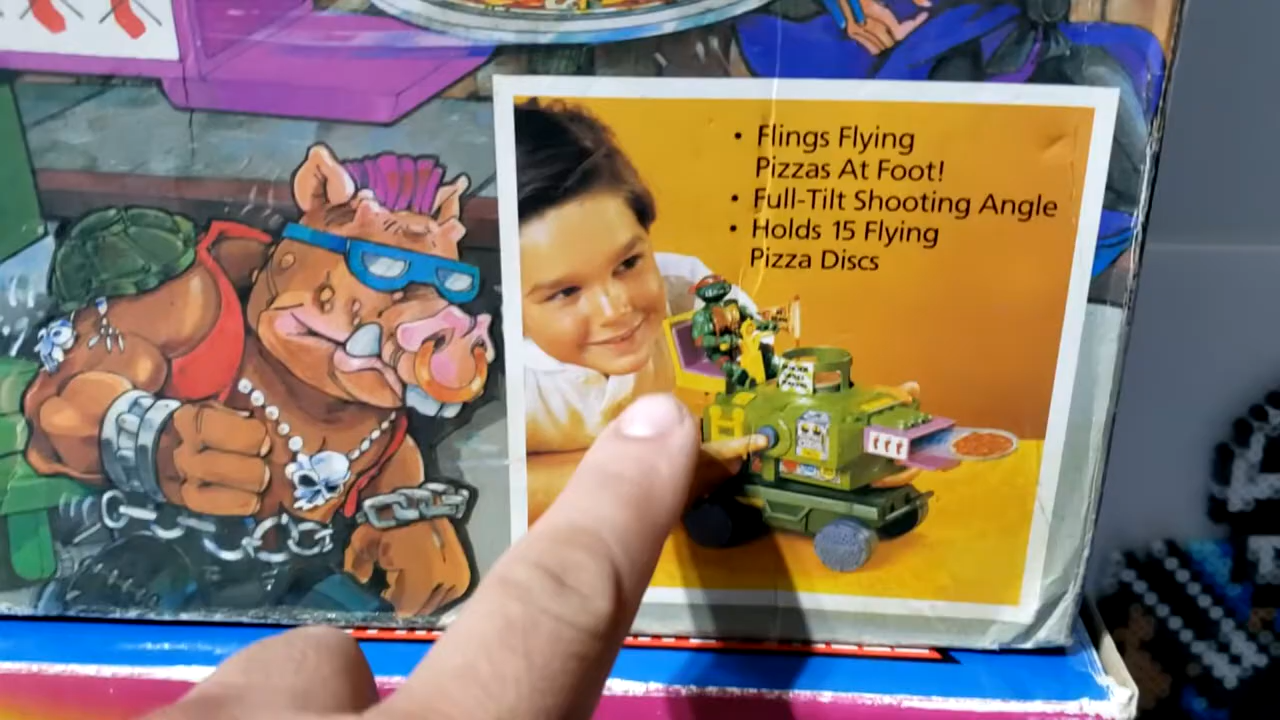 • Flings Flying
Pizzas At Foot!
• Full-Tilt Shooting Angle
• Holds 15 Flying
Pizza Discs